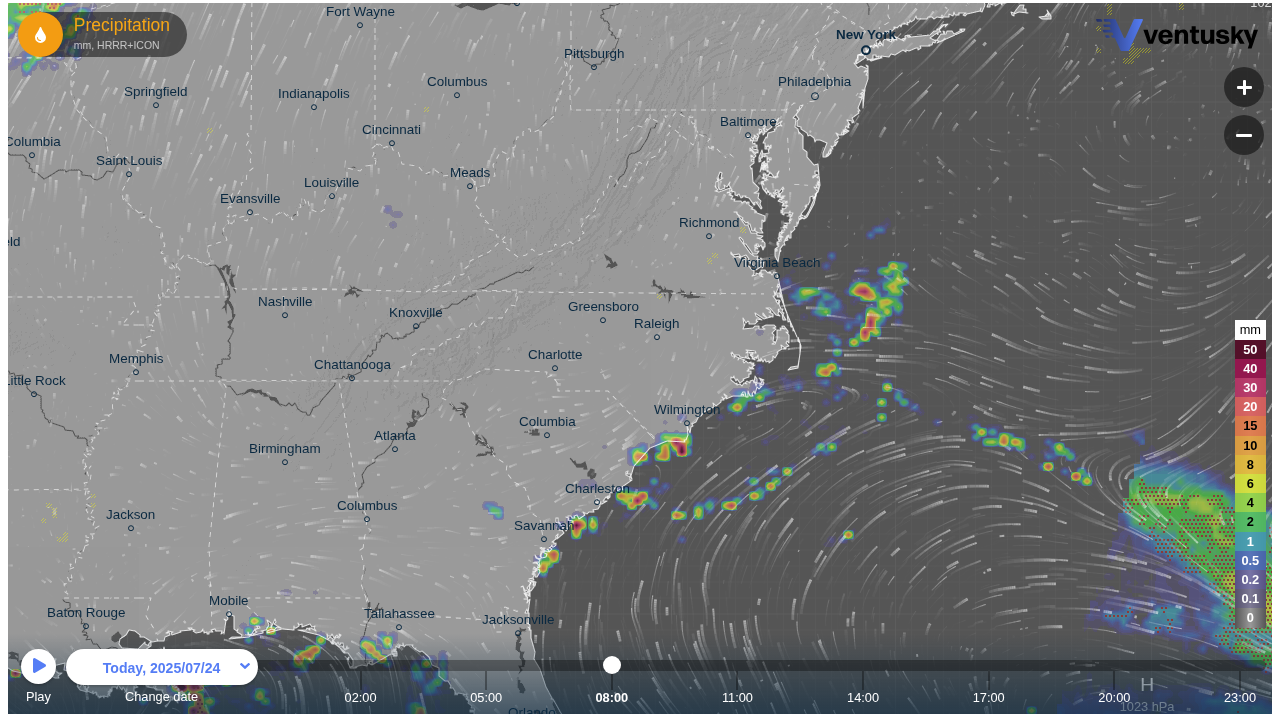 Fort Wayne
102
Precipitation
mm, HRRR+ICON
New York
ventusky
Pittsburgh
Columbus
Philadelphia
Springfield
Indianapolis
Baltimore
Cincinnati
Columbia
Saint Louis
Meads
Louisville
Evansville
Richmond
eld
Virginia Beach
Nashville
Knoxville
Greensboro
Raleigh
mm
50
Memphis
Charlotte
Chattanooga
40
Little Rock
30
Wilmington
20
Columbia
15
Atlanta
Birmingham
10
8
Charleston
6
Columbus
4
Jackson
Savannah
2
1
0.5
0.2
Mobile
0.1
Baton Rouge
Tallahassee
Jacksonville
0
Today, 2025/07/24
H
Play
Change date
02:00
05:00
08:00
11:00
14:00
17:00
20:00
23:00
1023 hPa
Orlando